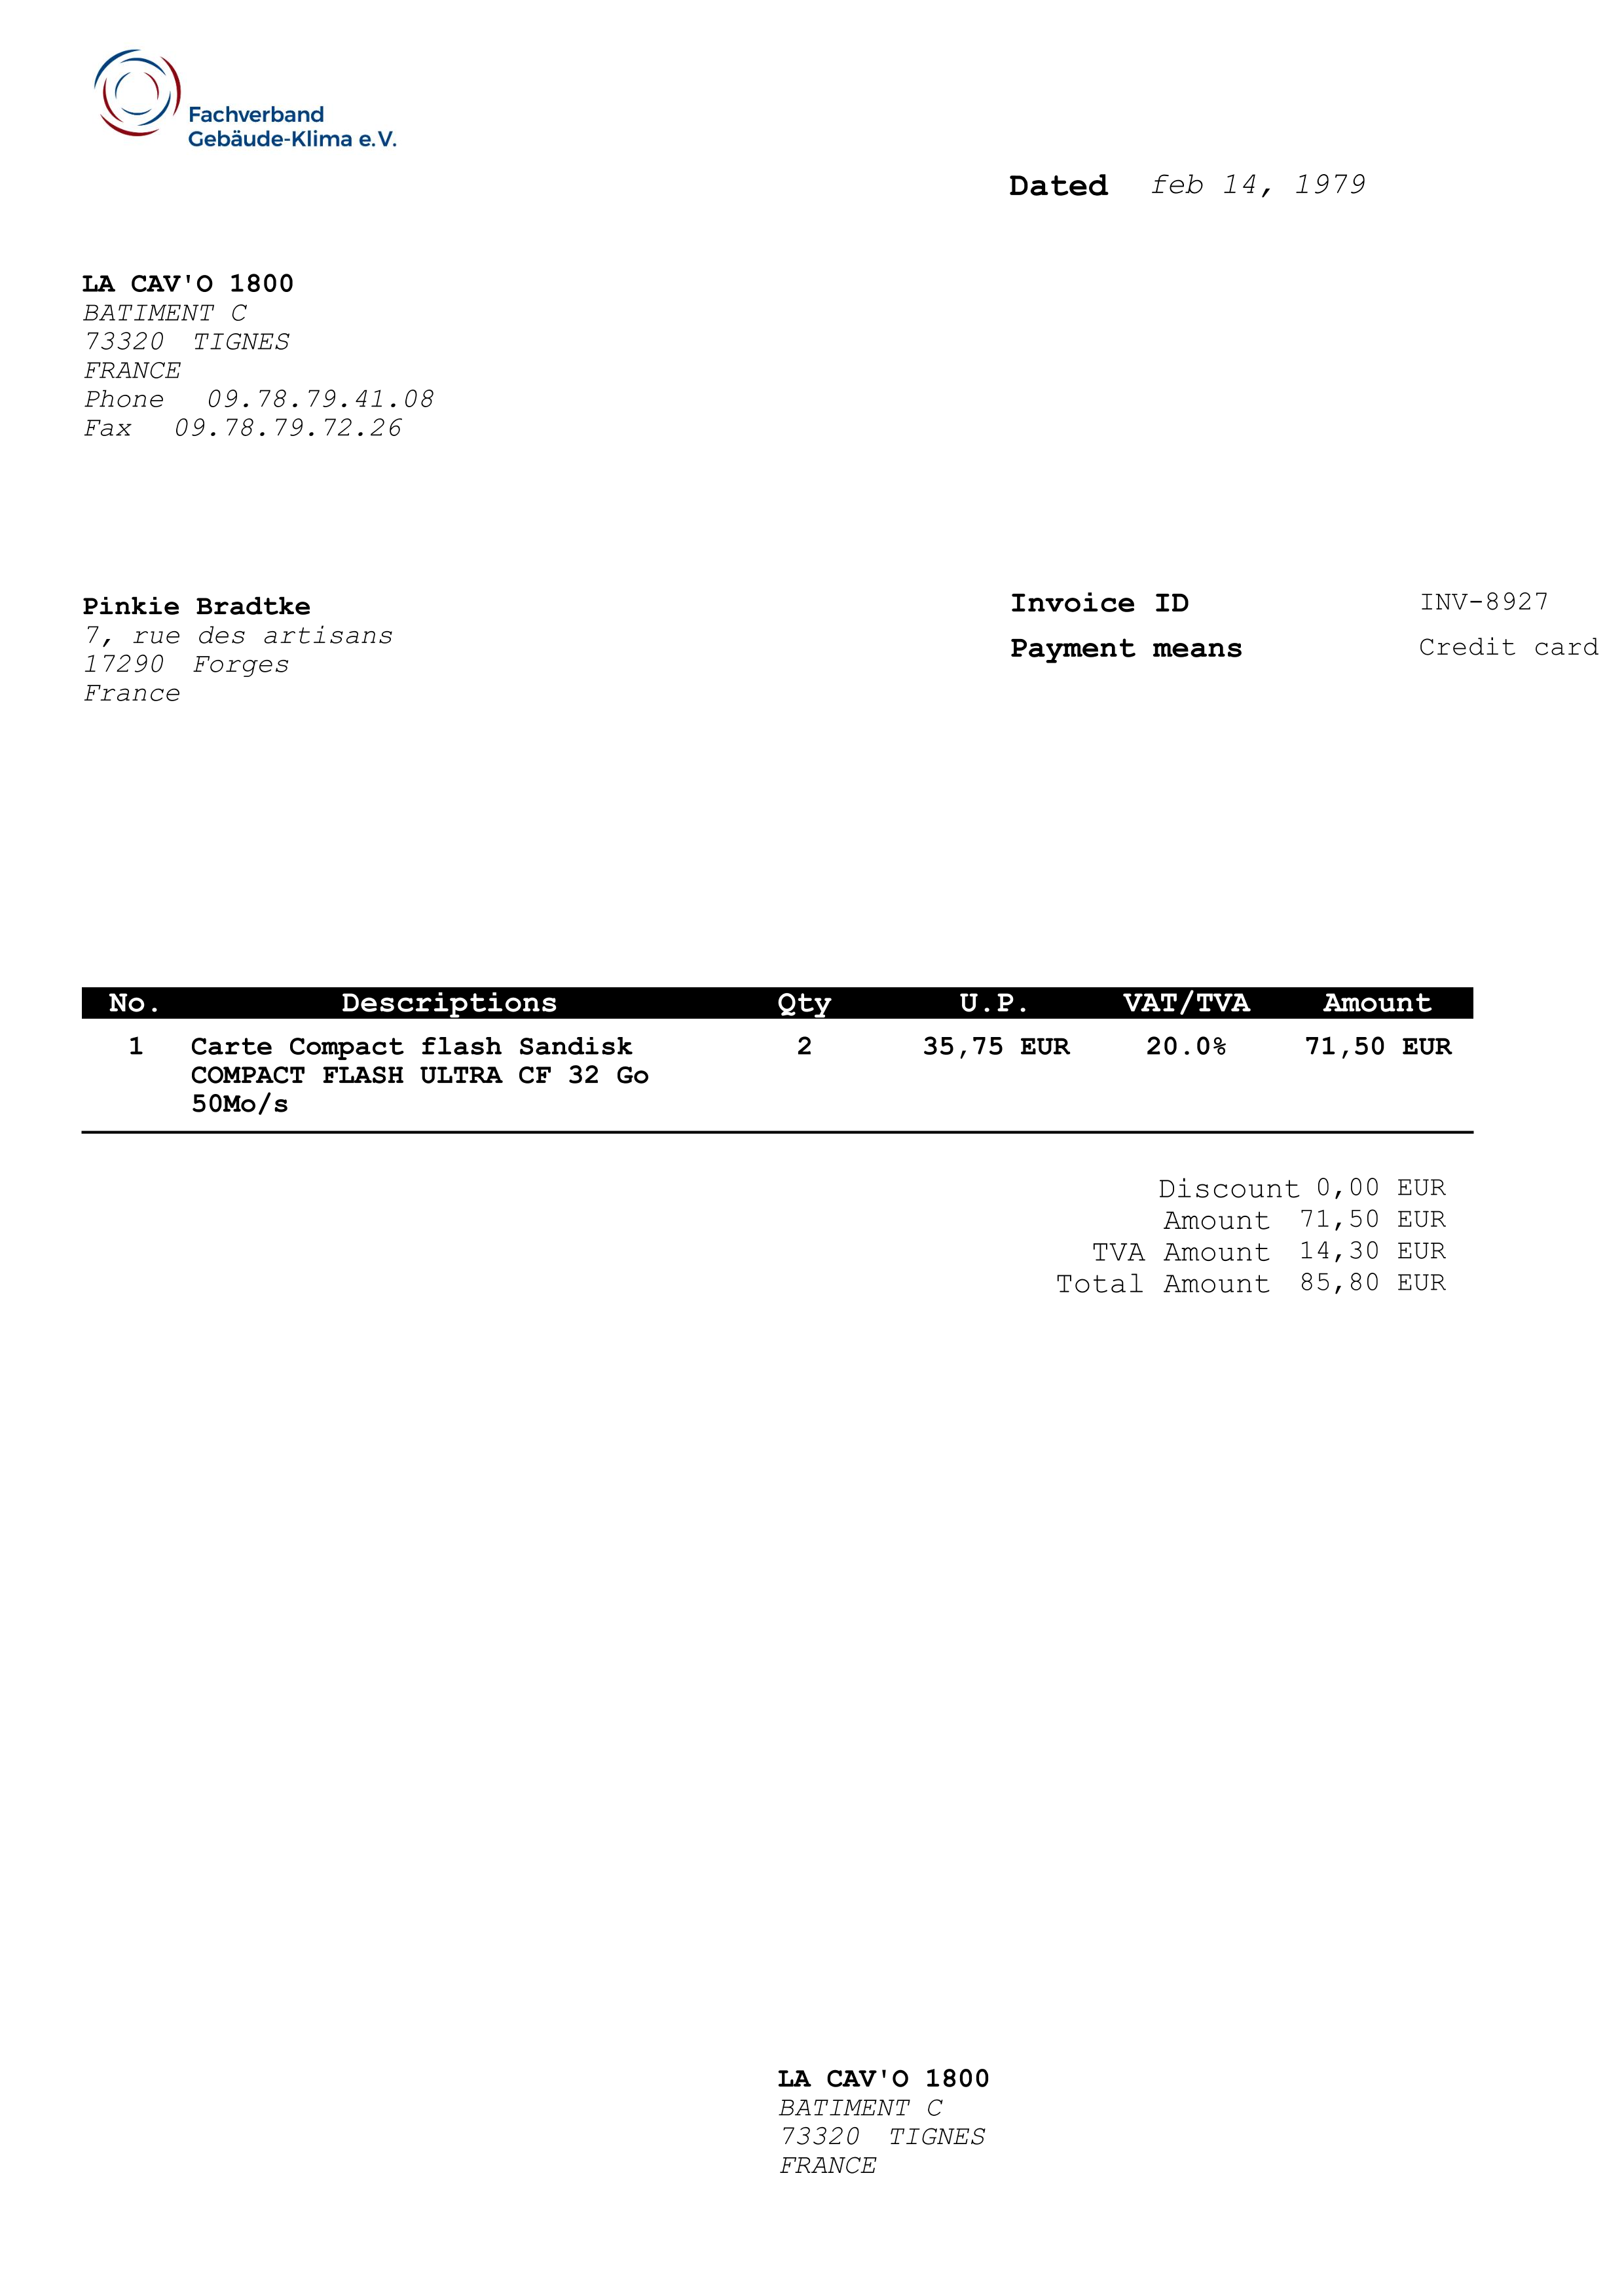 Fachverband
Gebäude-Klima e.V.
Dated feb 14, 1979
LA CAV'O 1800
BATIMENT C
73320 TIGNES
FRANCE
Phone 09.78.79.41.08
Fax 09.78.79.72.26
Pinkie Bradtke
7, rue des artisans
17290 Forges
France
Invoice ID INV-8927
Payment means Credit card
No. Descriptions Qty U.P. VAT/TVA Amount
1 Carte Compact flash Sandisk 2 35,75 EUR 20.0% 71,50 EUR
COMPACT FLASH ULTRA CF 32 Go
50Mo/s
Discount 0,00 EUR
Amount 71,50 EUR
TVA Amount 14,30 EUR
Total Amount 85,80 EUR
LA CAV'O 1800
BATIMENT C
73320 TIGNES
FRANCE